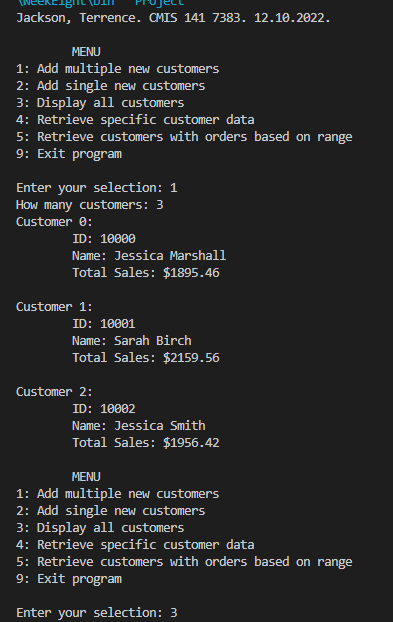 \WeekEight\bin' 'Project'
Jackson, Terrence. CMIS 141 7383. 12.10.2022.
MENU
1: Add multiple new customers
2: Add single new customers
3: Display all customers
4: Retrieve specific customer data
5: Retrieve customers with orders based on range
9: Exit program
Enter your selection: 1
How many customers: 3
Customer 0:
ID: 10000
Name: Jessica Marshall
Total Sales: $1895.46
Customer 1:
ID: 10001
Name: Sarah Birch
Total Sales: $2159.56
Customer 2:
ID: 10002
Name: Jessica Smith
Total Sales: $1956.42
MENU
1: Add multiple new customers
2: Add single new customers
3: Display all customers
4: Retrieve specific customer data
5: Retrieve customers with orders based on range
9: Exit program
Enter your selection: 3